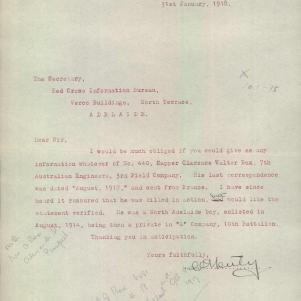 31st January, 1918.
The Secretary,
Red Cross Information Bureau,
Verco Buildings, North Terrace,
ADELAIDE.
Dear Sir,
I would be much obliged if you could give me any
information whatever of No. 440, Sapper Clarence Walter Rex, 7th
Australian Engineers, 3rd Field Company. His last correspondence
was dated "August, 1917," and sent from France. I have since
heard it rumoured that he was killed in action, would like the
statement verified. He was a North Adelaide boy, enlisted in
August, 1914, being then a private in "G" Company, 10th Battalion.
Thanking you in anticipation.
Yours faithfully,